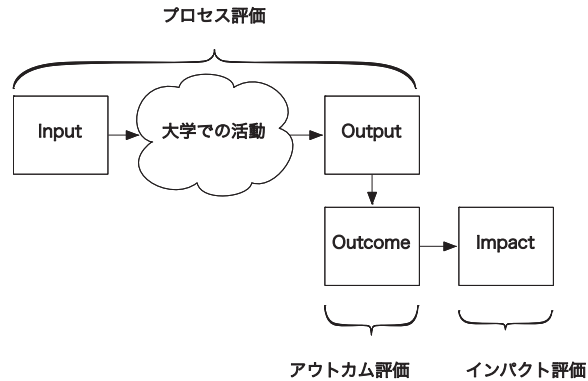 プロセス評価
Input
大学での活動
Output
Outcome
Impact
アウトカム評価
インパクト評価